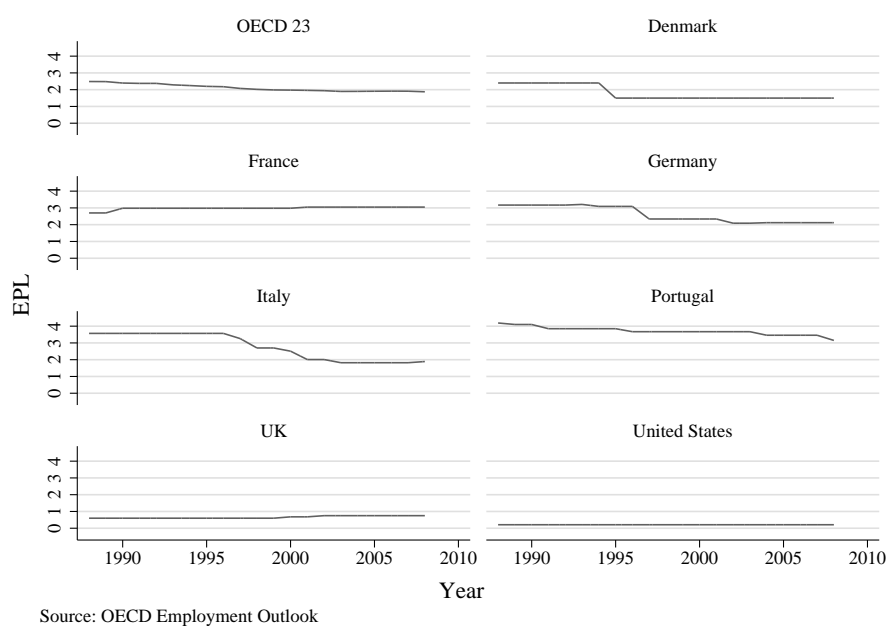 OECD 23
Denmark
4
3
2
1
0
France
Germany
4
3
2
1
0
EPL
Italy
Portugal
4
3
2
1
0
UK
United States
4
3
2
1
0
1990 1995 2000 2005 2010
1990 1995 2000 2005 2010
Year
Source: OECD Employment Outlook